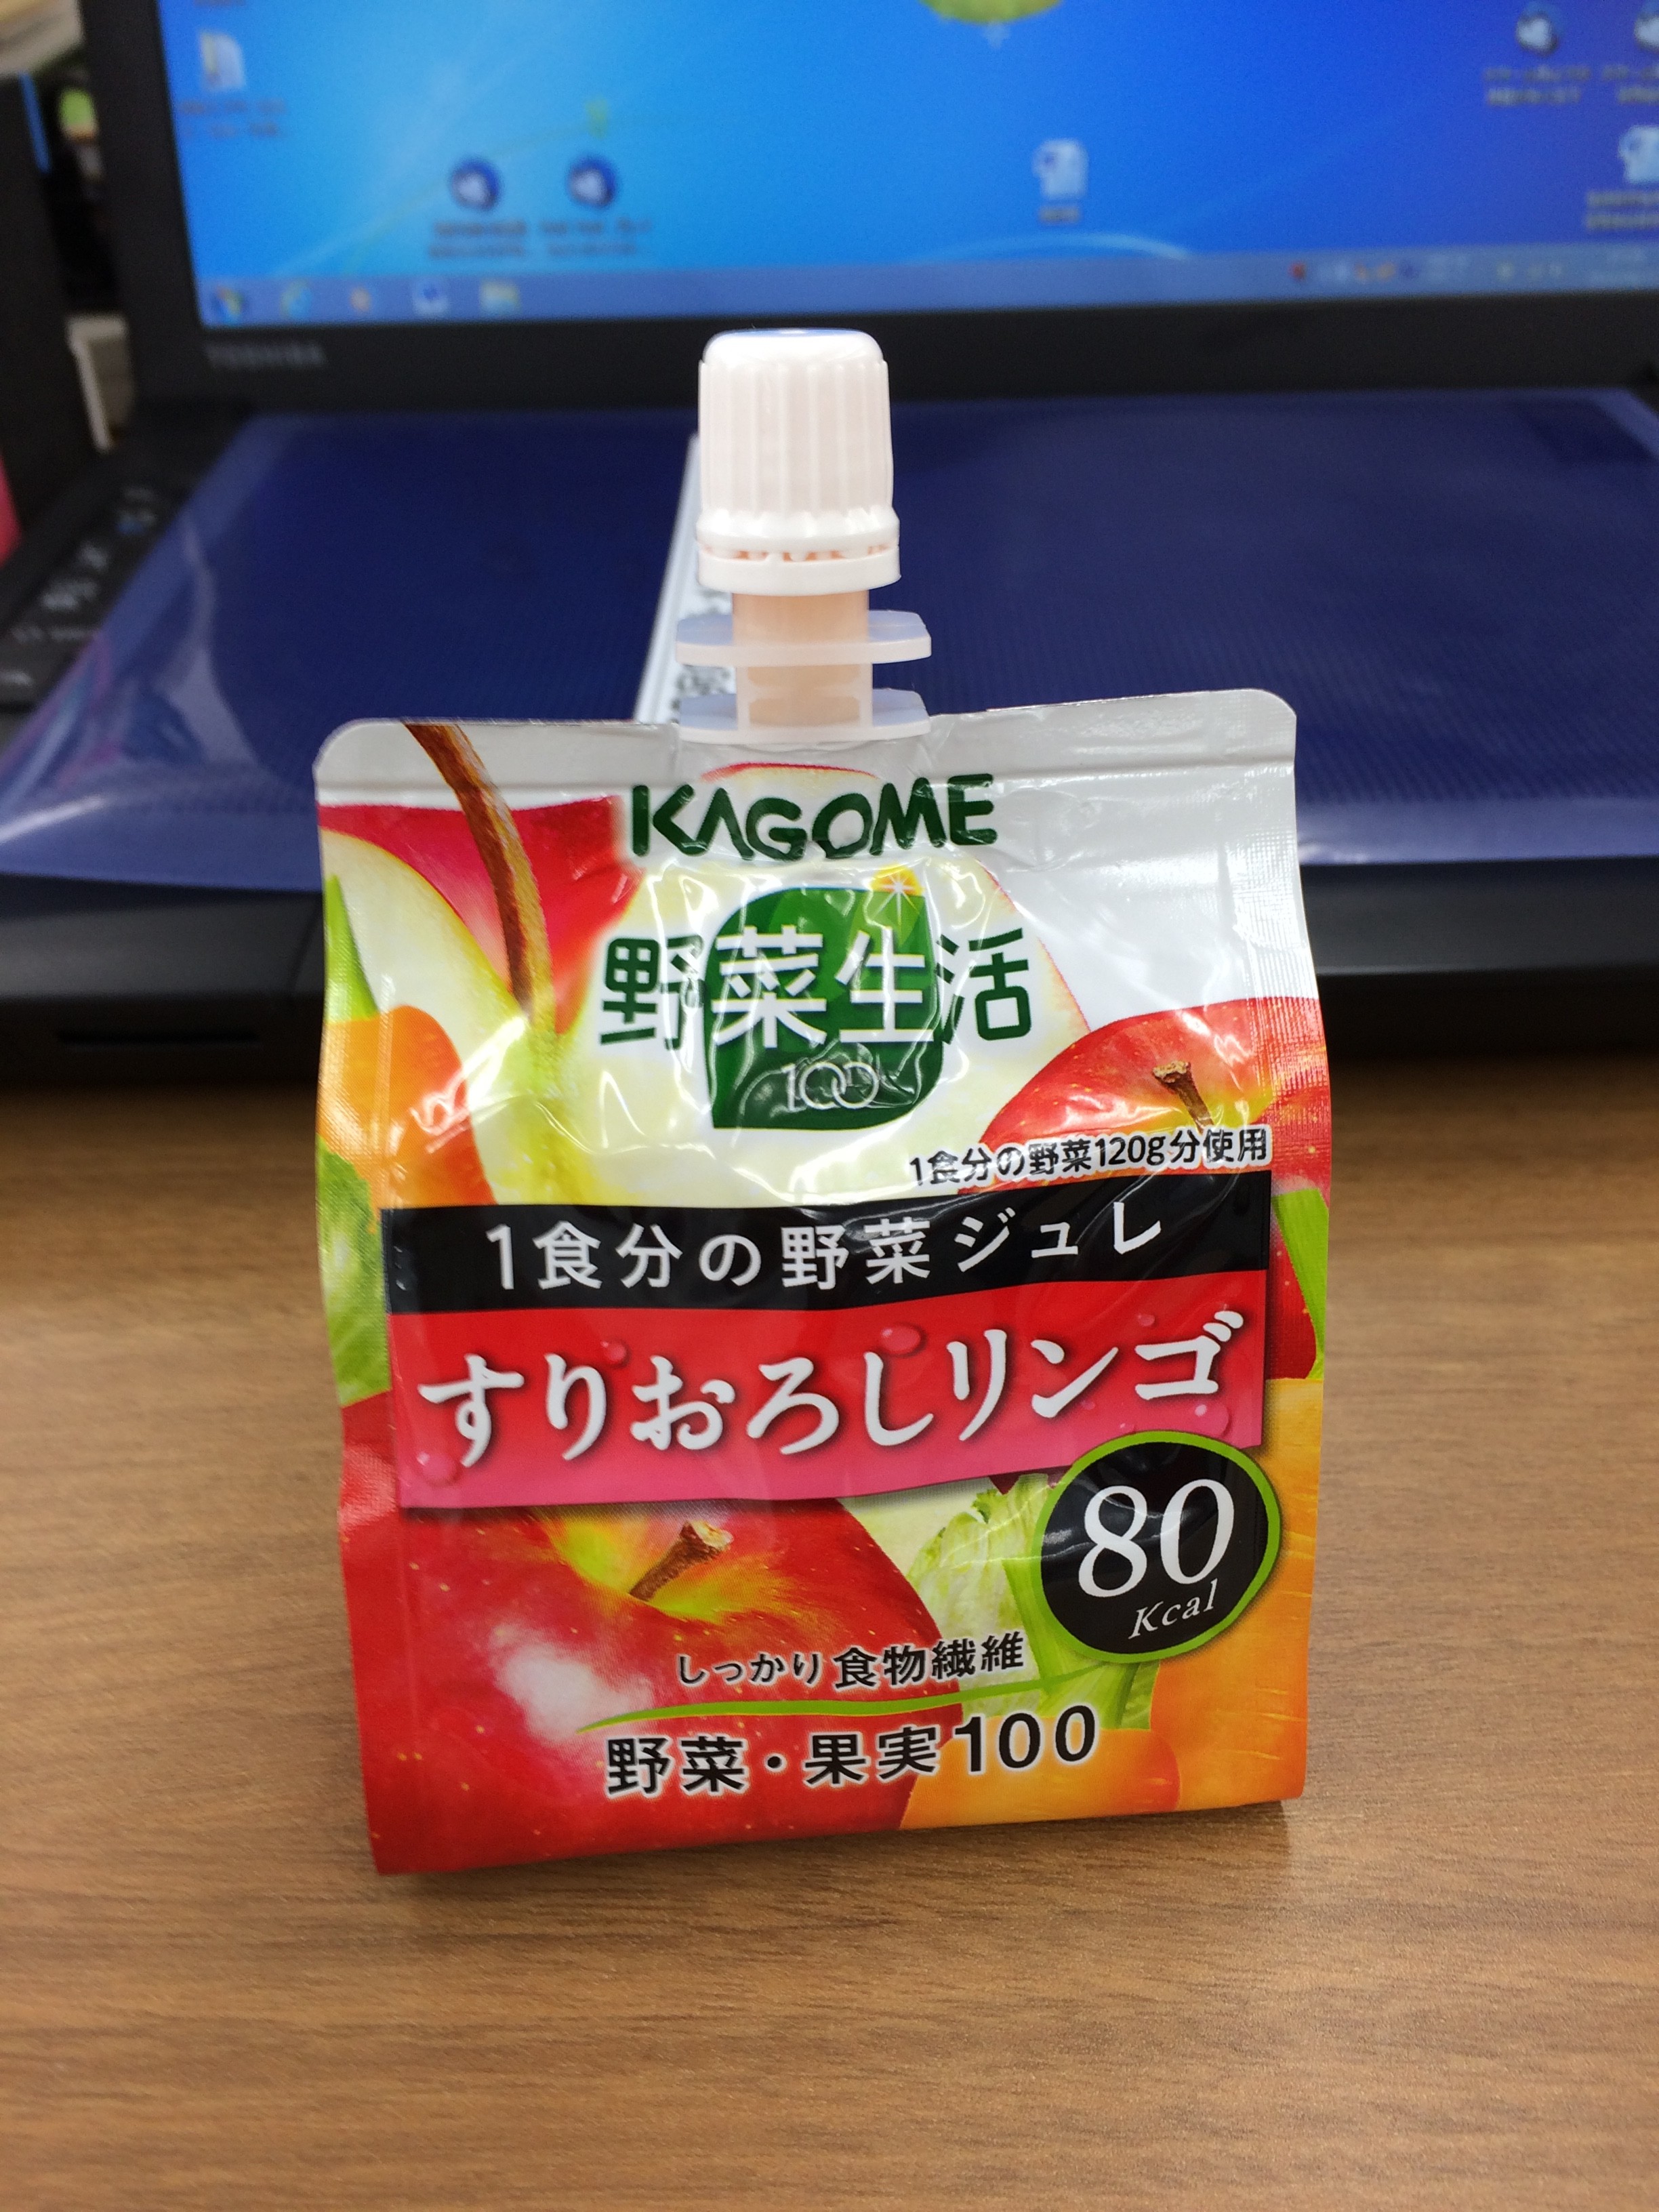 TOSHIBA
KAGOME
野菜生活
100
1食分の野菜120g分使用
1食分の野菜ジュレ
すりおろしリンゴ
80
Kcal
しっかり食物繊維
野菜・果実100